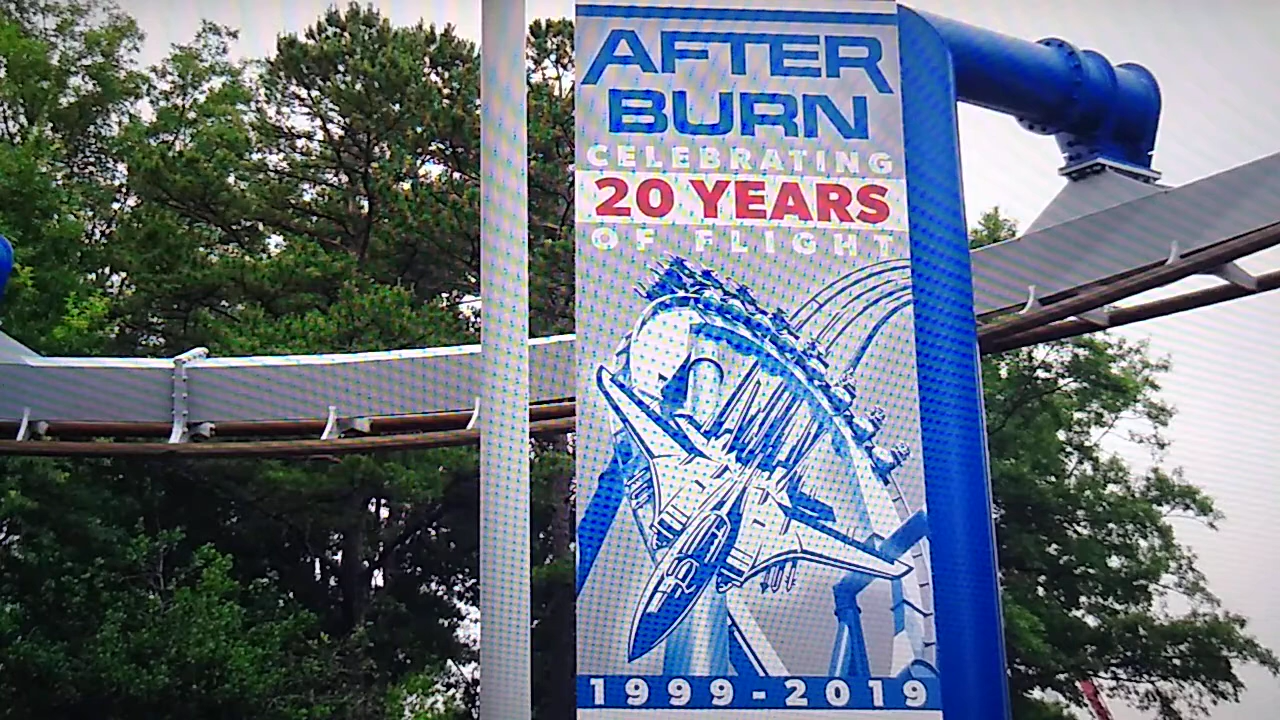 AFTER
BURN
CELEBRATING
20 YEARS
OF FLIGHT
1999-2019